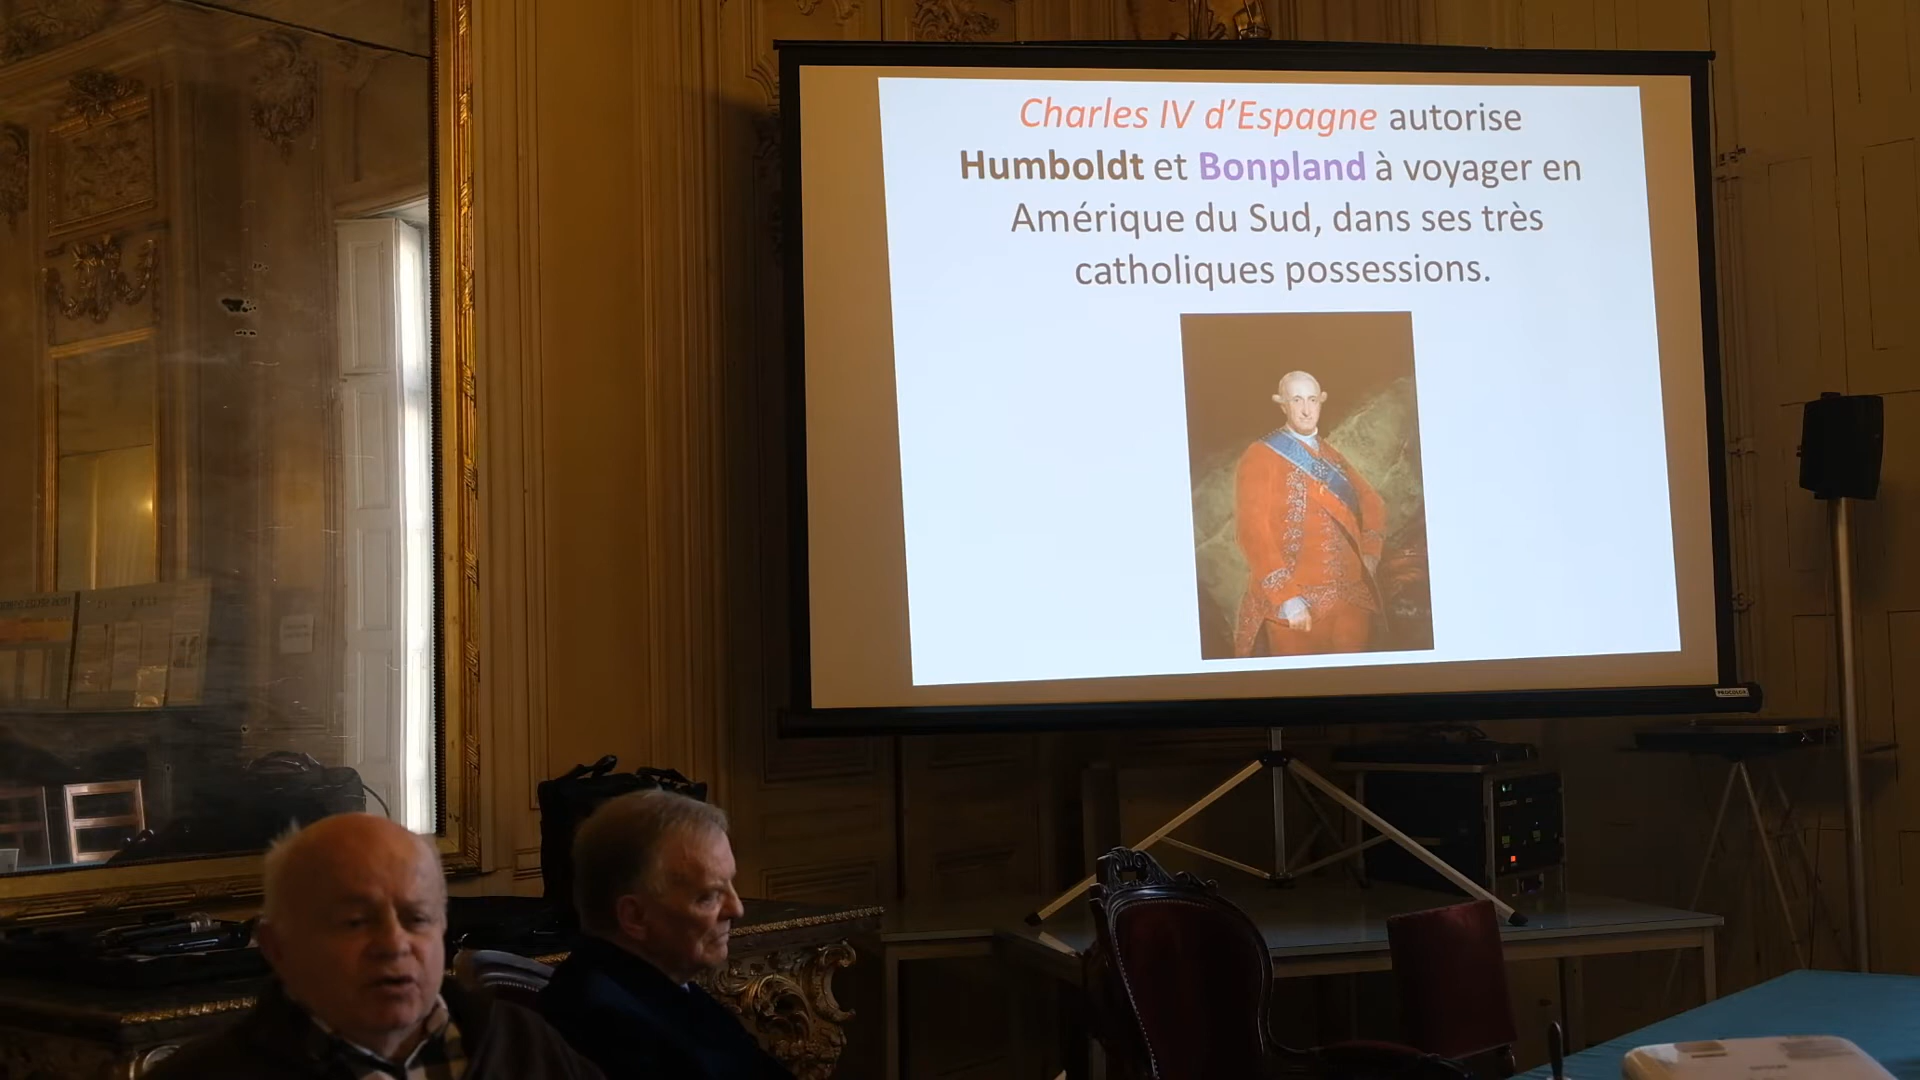 Charles IV d’Espagne autorise
Humboldt et Bonpland à voyager en
Amérique du Sud, dans ses très
catholiques possessions.